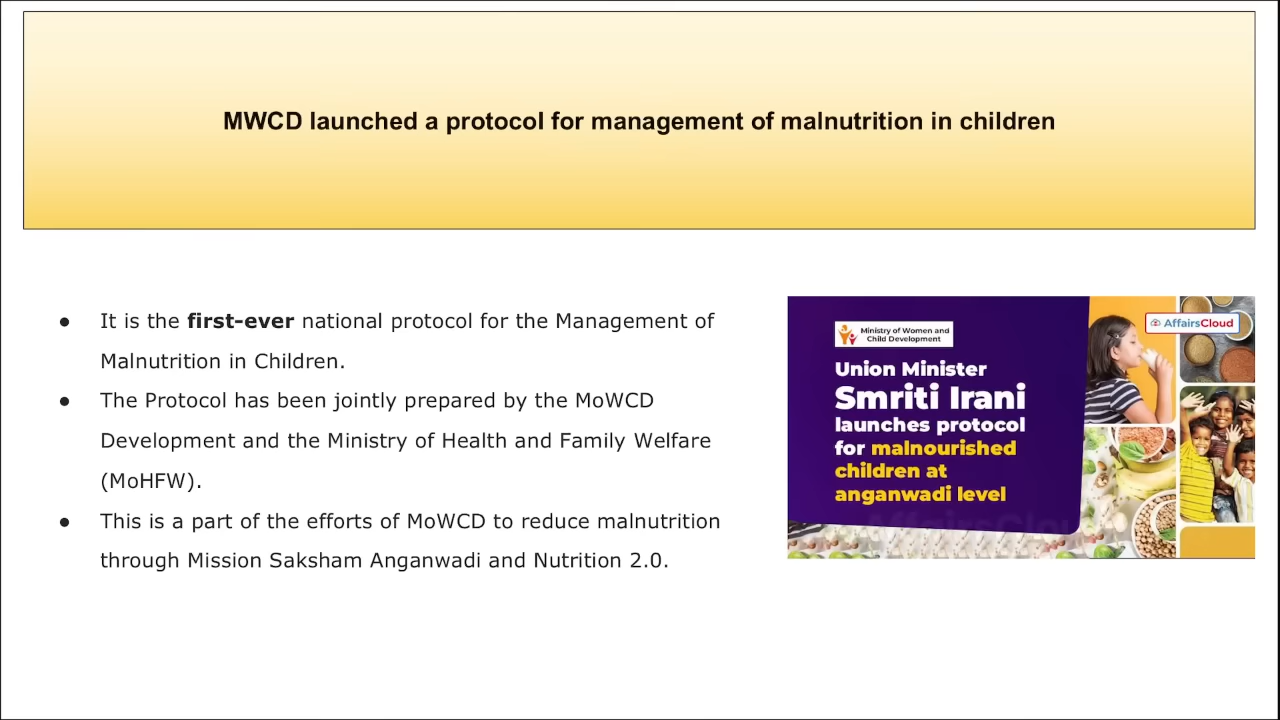 MWCD launched a protocol for management of malnutrition in children
● It is the first-ever national protocol for the Management of
Malnutrition in Children.
● The Protocol has been jointly prepared by the MoWCD
Development and the Ministry of Health and Family Welfare
(MoHFW).
● This is a part of the efforts of MoWCD to reduce malnutrition
through Mission Saksham Anganwadi and Nutrition 2.0.
Ministry of Women and
Child Development
AffairsCloud
Union Minister
Smriti Irani
launches protocol
for malnourished
children at
anganwadi level
AffairsCloud